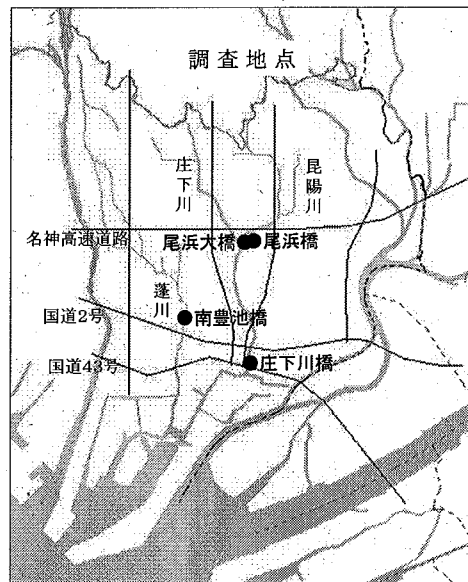 調査地点
庄下川
昆陽川
名神高速道路
尾浜大橋
尾浜橋
蓬川
南豊池橋
国道2号
国道43号
庄下川橋